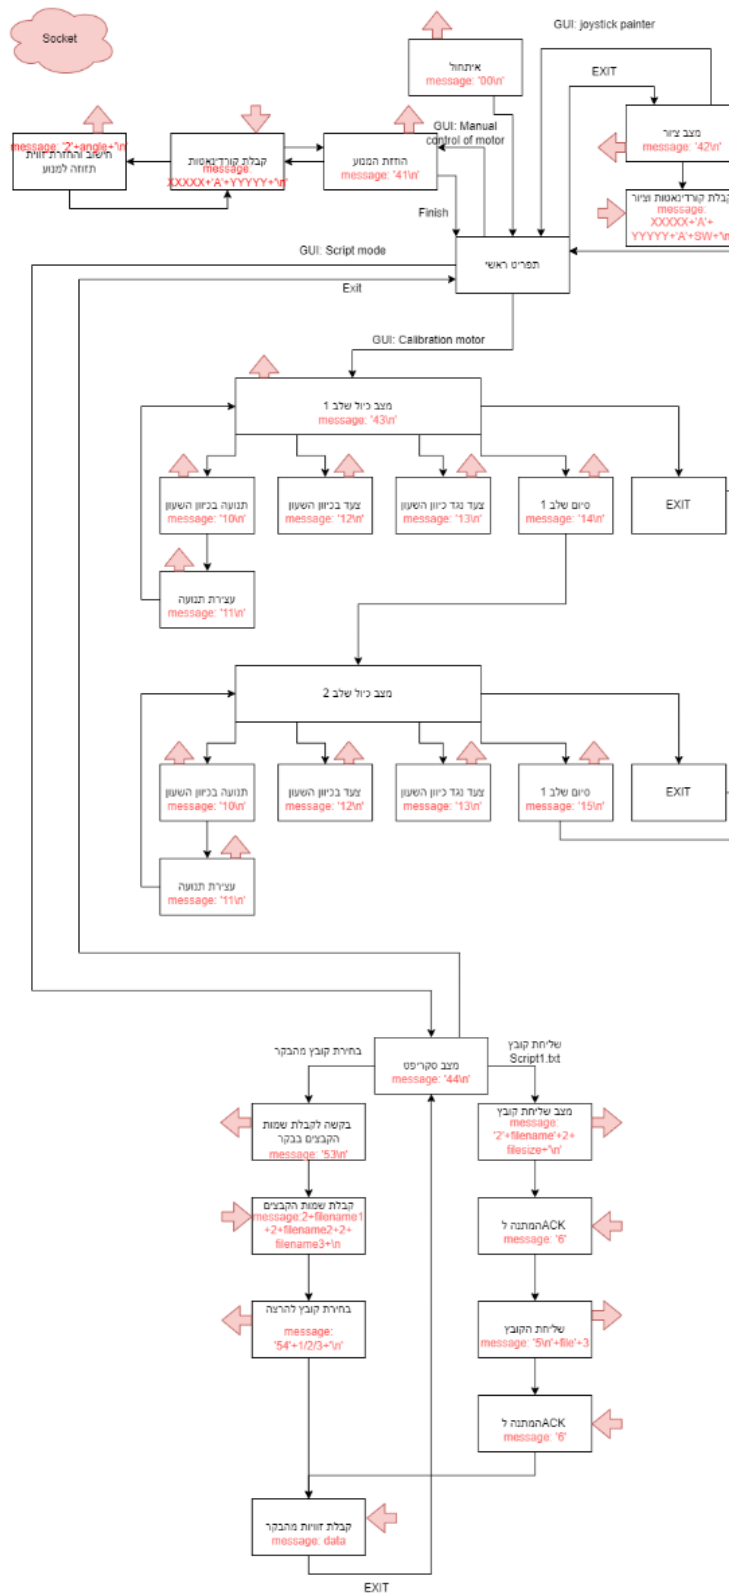 Socket
GUI: joystick painter
איתחול
message: '00\n'
EXIT
מצב ציור
message: '42\n'
GUI: Manual
control of motor
message: '2'+angle+'\n'
חישוב והחזרת זווית
תזוזה למנוע
קבלת קורדינאטות
message:
XXXXX+'A'+YYYYY+'\n'
הזזת המנוע
message: '41\n'
קבלת קורדינאטות וציור
message:
XXXXX+'A'+
YYYYY+'A'+SW+'\n'
Finish
תפריט ראשי
GUI: Script mode
Exit
GUI: Calibration motor
מצב כיול שלב 1
message: '43\n'
תנועה בכיוון השעון
message: '10\n'
צעד בכיוון השעון
message: '12\n'
צעד נגד כיוון השעון
message: '13\n'
סיום שלב 1
message: '14\n'
EXIT
עצירת תנועה
message: '11\n'
מצב כיול שלב 2
תנועה בכיוון השעון
message: '10\n'
צעד בכיוון השעון
message: '12\n'
צעד נגד כיוון השעון
message: '13\n'
סיום שלב 1
message: '15\n'
EXIT
עצירת תנועה
message: '11\n'
בחירת קובץ מהבקר
שליחת קובץ
Script1.txt
מצב סקריפט
message: '44\n'
בקשה לקבלת שמות
הקבצים בבקר
message: '53\n'
מצב שליחת קובץ
message:
'2'+filename'+2+
filesize+'\n'
קבלת שמות הקבצים
message:2+filename1
+2+filename2+2+
filename3+\n
המתנה לACK
message: '6'
בחירת קובץ להרצה
message:
'54'+1/2/3+'\n'
שליחת הקובץ
message: '5\n'+file'+3
המתנה לACK
message: '6'
קבלת זוויות מהבקר
message: data
EXIT